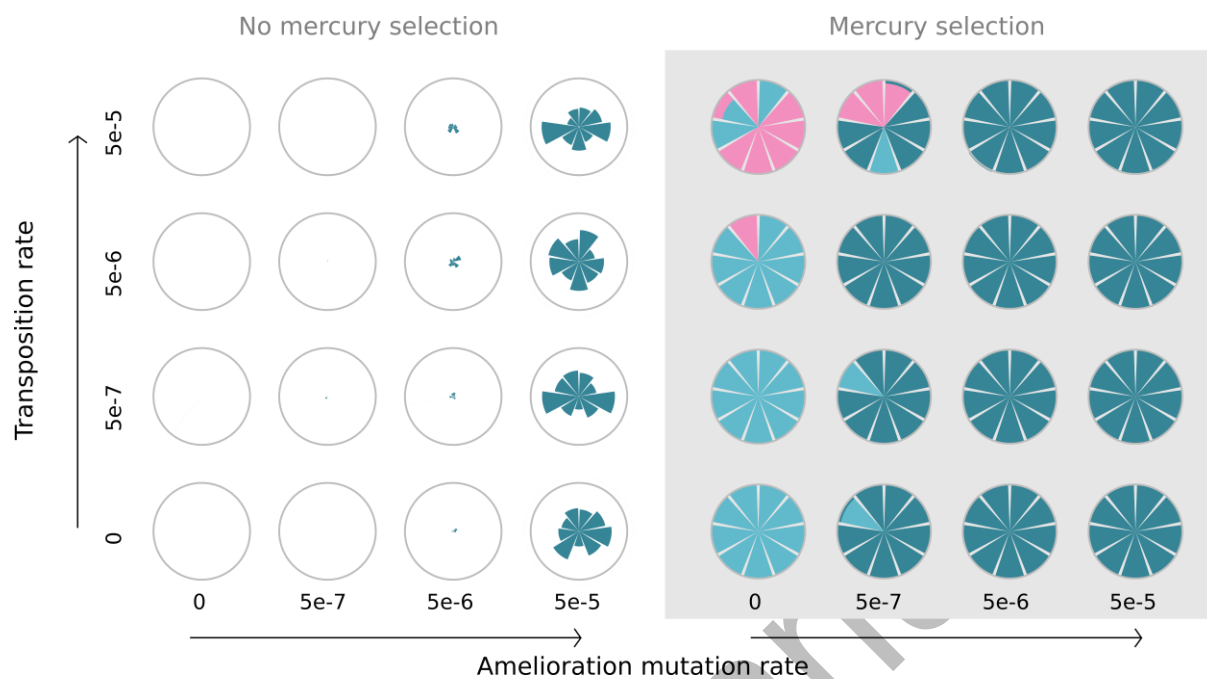 No mercury selection
Mercury selection
Transposition rate
5e-5
5e-6
5e-7
0
0 5e-7 5e-6 5e-5
0 5e-7 5e-6 5e-5
Amelioration mutation rate